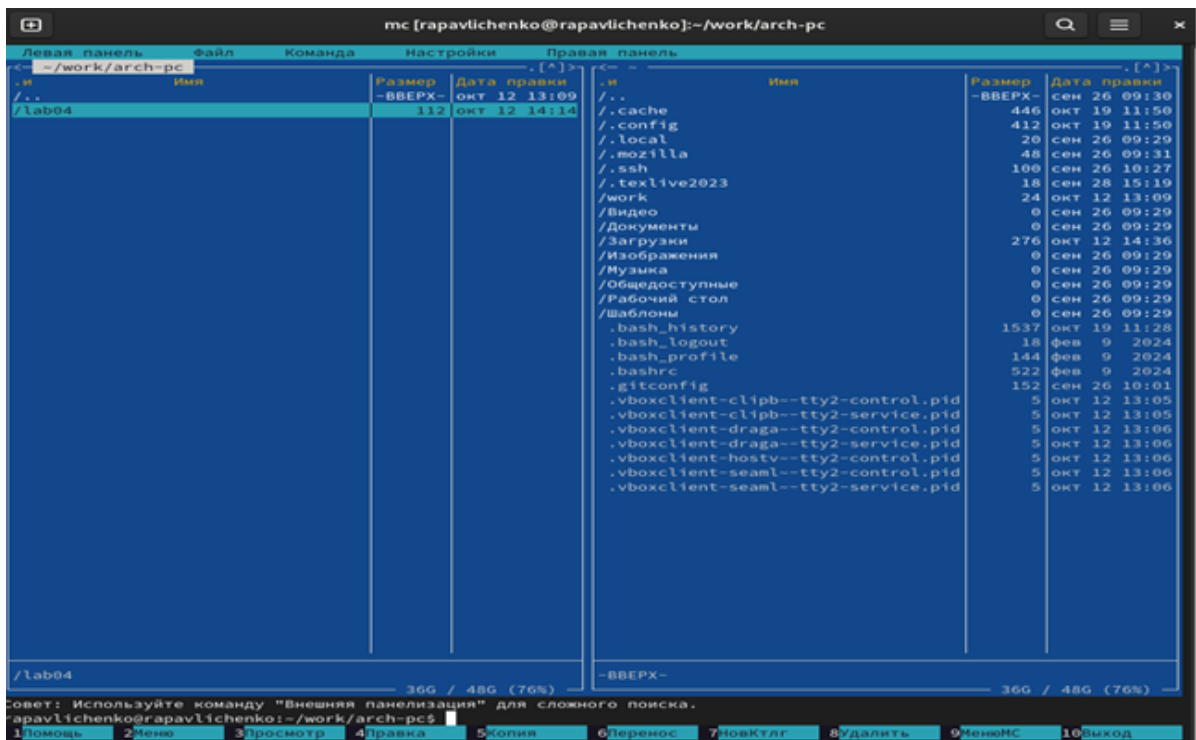 mc [rapavlichenko@rapavlichenko]:~/work/arch-pc
Левая панель Файл Команда Настройки Правая панель
<— ~/work/arch-pc .[^]>
.и Имя Размер Дата правки
/.. -ВВЕРХ- окт 12 13:09
/lab04 112 окт 12 14:14
/lab04
36G / 48G (76%)
<— ~ .[^]>
.и Имя Размер Дата правки
/.. -ВВЕРХ- сен 26 09:30
/.cache 446 окт 19 11:50
/.config 412 окт 19 11:50
/.local 20 сен 26 09:29
/.mozilla 48 сен 26 09:31
/.ssh 100 сен 26 10:27
/.texlive2023 18 сен 28 15:19
/work 24 окт 12 13:09
/Видео 0 сен 26 09:29
/Документы 0 сен 26 09:29
/Загрузки 276 окт 12 14:36
/Изображения 0 сен 26 09:29
/Музыка 0 сен 26 09:29
/Общедоступные 0 сен 26 09:29
/Рабочий стол 0 сен 26 09:29
/Шаблоны 0 сен 26 09:29
.bash_history 1537 окт 19 11:28
.bash_logout 18 фев 9 2024
.bash_profile 144 фев 9 2024
.bashrc 522 фев 9 2024
.gitconfig 152 сен 26 10:01
.vboxclient-clipb--tty2-control.pid 5 окт 12 13:05
.vboxclient-clipb--tty2-service.pid 5 окт 12 13:05
.vboxclient-draga--tty2-control.pid 5 окт 12 13:06
.vboxclient-draga--tty2-service.pid 5 окт 12 13:06
.vboxclient-hostv--tty2-control.pid 5 окт 12 13:06
.vboxclient-seaml--tty2-control.pid 5 окт 12 13:06
.vboxclient-seaml--tty2-service.pid 5 окт 12 13:06
-ВВЕРХ-
36G / 48G (76%)
Совет: Используйте команду "Внешняя панелизация" для сложного поиска.
rapavlichenko@rapavlichenko:~/work/arch-pc$
1Помощь 2Меню 3Просмотр 4Правка 5Копия 6Перенос 7НовКтлг 8Удалить 9МенюMC 10Выход